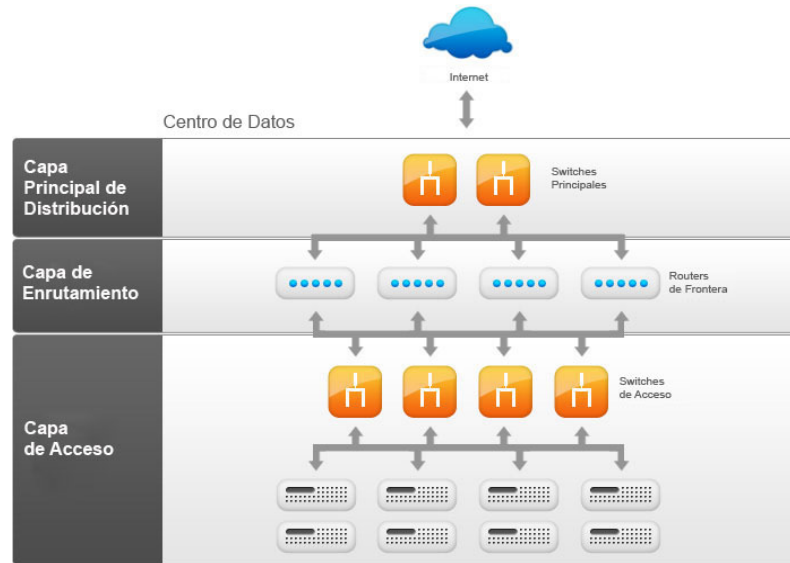 Internet
Centro de Datos
Capa
Principal de
Distribución
Switches
Principales
Capa de
Enrutamiento
Routers
de Frontera
Switches
de Acceso
Capa
de Acceso